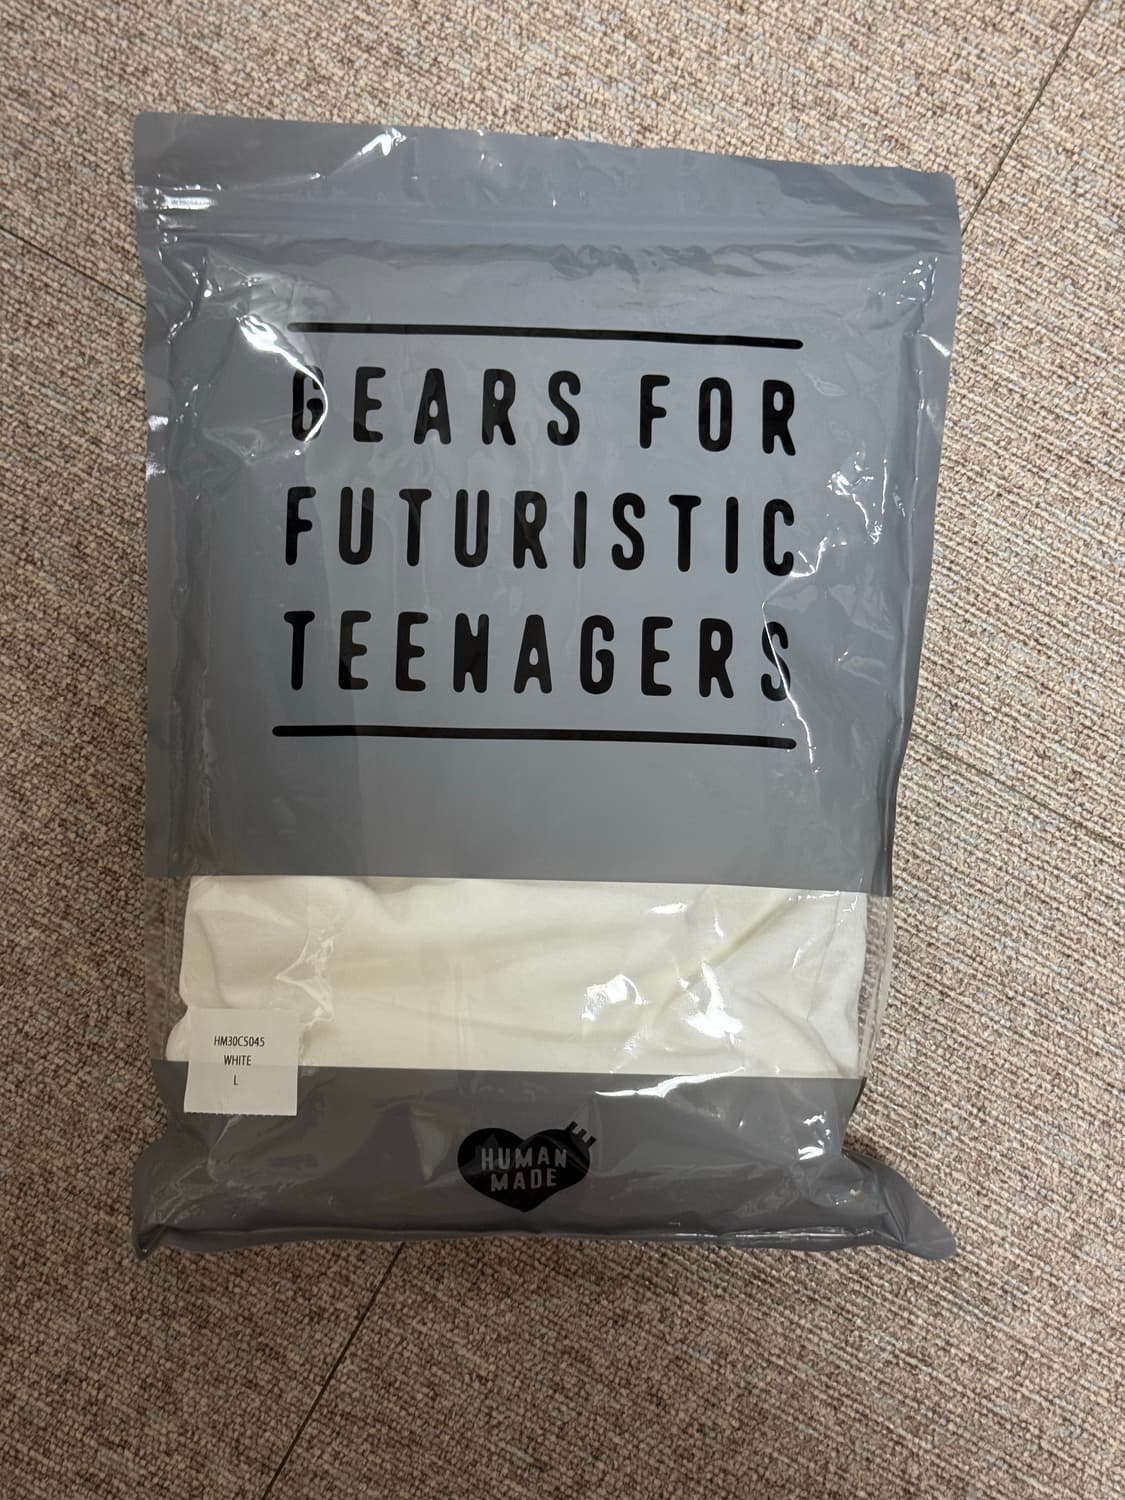 GEARS FOR
FUTURISTIC
TEENAGERS
HM30CS045
WHITE
L
HUMAN
MADE